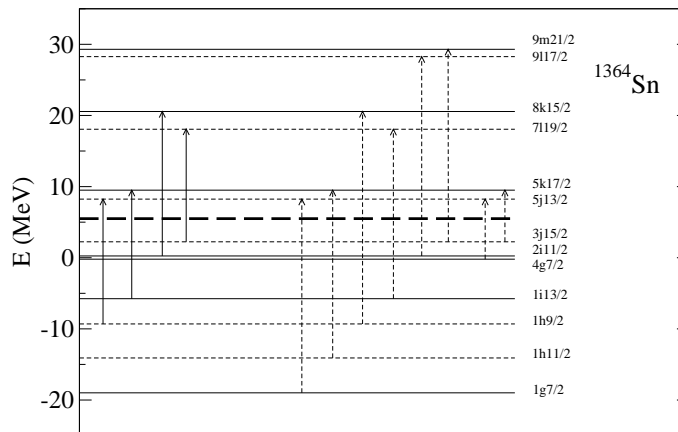 30
20
10
0
-10
-20
E (MeV)
1364Sn
9m21/2
9l17/2
8k15/2
7l19/2
5k17/2
5j13/2
3j15/2
2i11/2
4g7/2
1i13/2
1h9/2
1h11/2
1g7/2